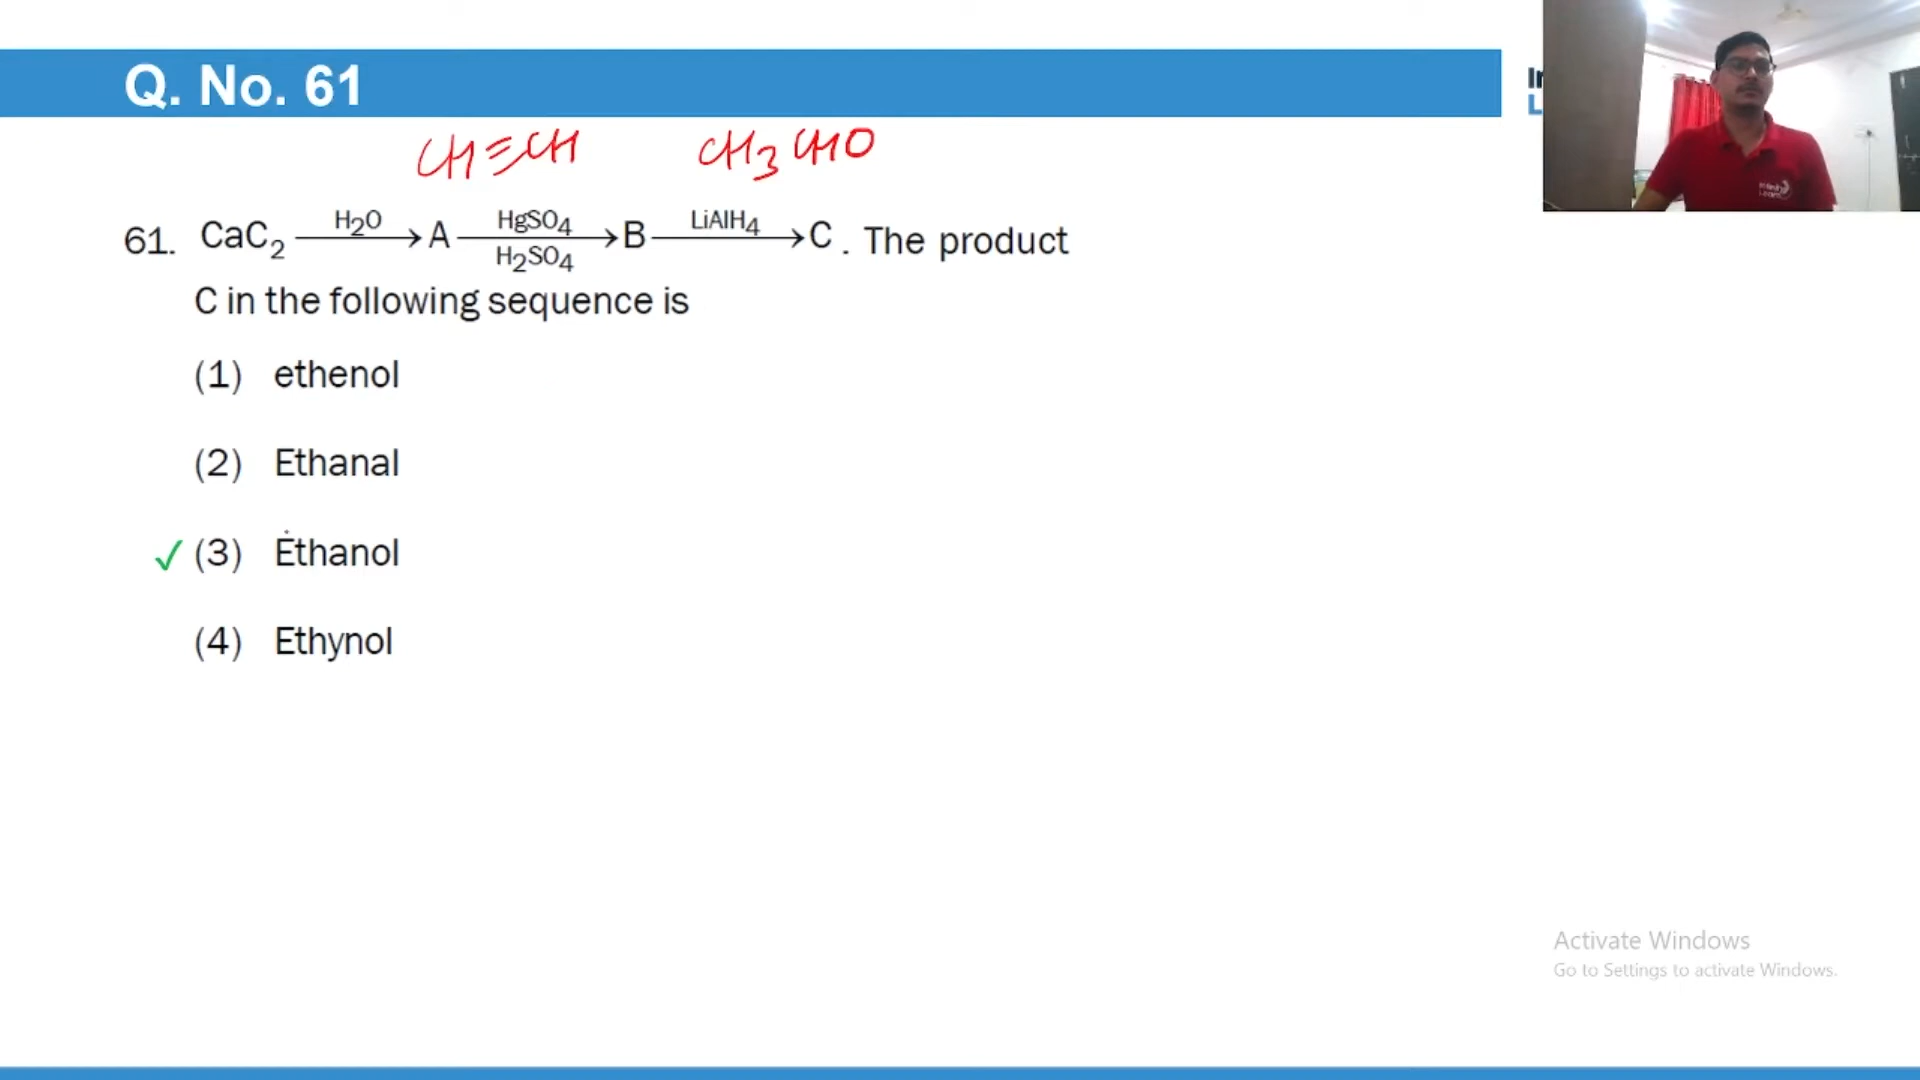 Q. No. 61
CH≡CH CH3CHO
61. CaC2 —H2O→ A —HgSO4/H2SO4→ B —LiAlH4→ C . The product
C in the following sequence is
(1) ethenol
(2) Ethanal
✓ (3) Ethanol
(4) Ethynol
Activate Windows
Go to Settings to activate Windows.